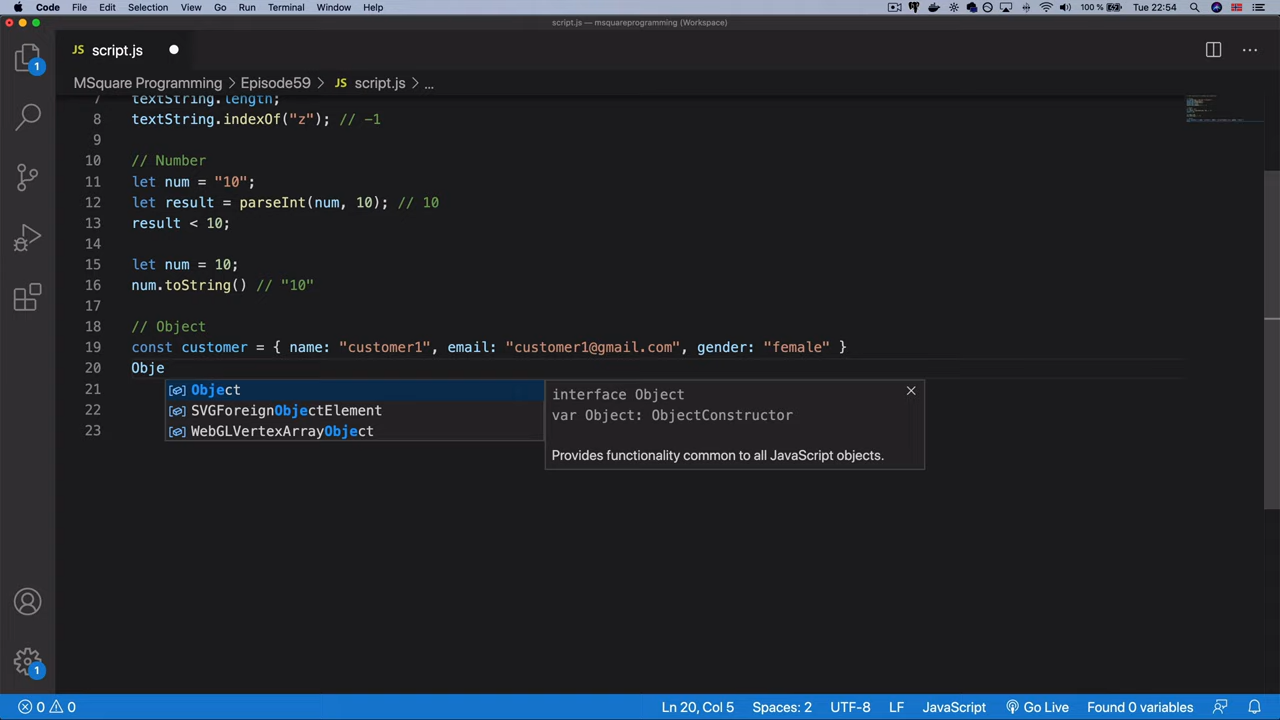 Code File Edit Selection View Go Run Terminal Window Help 100 % Tue 22:54
script.js — msquareprogramming (Workspace)
JS script.js
MSquare Programming > Episode59 > JS script.js > ...
1
7 textString.length;
8 textString.indexOf("z"); // -1
9
10 // Number
11 let num = "10";
12 let result = parseInt(num, 10); // 10
13 result < 10;
14
15 let num = 10;
16 num.toString() // "10"
17
18 // Object
19 const customer = { name: "customer1", email: "customer1@gmail.com", gender: "female" }
20 Obje
21 Object
22 SVGForeignObjectElement
23 WebGLVertexArrayObject
interface Object
var Object: ObjectConstructor
Provides functionality common to all JavaScript objects.
1
0 0 Ln 20, Col 5 Spaces: 2 UTF-8 LF JavaScript Go Live Found 0 variables